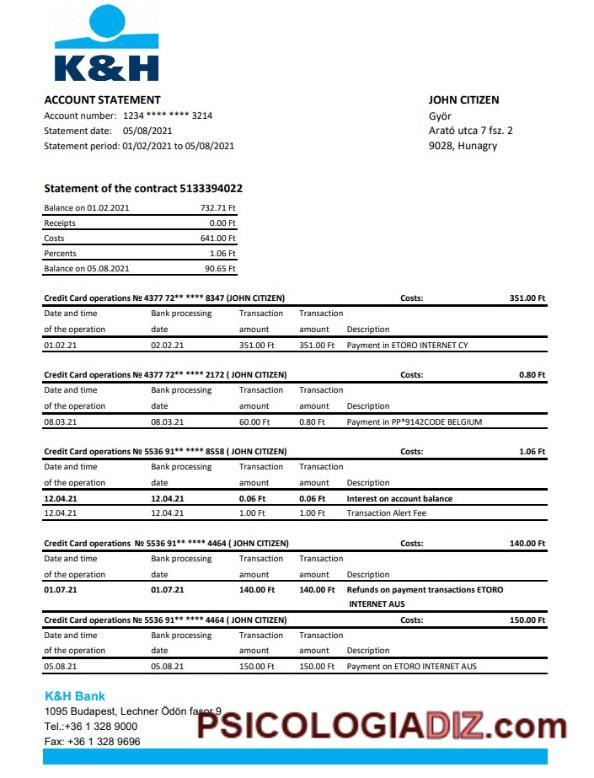 K&H
ACCOUNT STATEMENT
Account number: 1234 **** **** 3214
Statement date: 05/08/2021
Statement period: 01/02/2021 to 05/08/2021
JOHN CITIZEN
Győr
Arató utca 7 fsz. 2
9028, Hunagry
Statement of the contract 5133394022
Balance on 01.02.2021 732.71 Ft
Receipts 0.00 Ft
Costs 641.00 Ft
Percents 1.06 Ft
Balance on 05.08.2021 90.65 Ft
Credit Card operations № 4377 72** **** 8347 (JOHN CITIZEN) Costs: 351.00 Ft
Date and time Bank processing Transaction Transaction
of the operation date amount amount Description
01.02.21 02.02.21 351.00 Ft 351.00 Ft Payment in ETORO INTERNET CY
Credit Card operations № 4377 72** **** 2172 ( JOHN CITIZEN) Costs: 0.80 Ft
Date and time Bank processing Transaction Transaction
of the operation date amount amount Description
08.03.21 08.03.21 60.00 Ft 0.80 Ft Payment in PP*9142CODE BELGIUM
Credit Card operations № 5536 91** **** 8558 ( JOHN CITIZEN) Costs: 1.06 Ft
Date and time Bank processing Transaction Transaction
of the operation date amount amount Description
12.04.21 12.04.21 0.06 Ft 0.06 Ft Interest on account balance
12.04.21 12.04.21 1.00 Ft 1.00 Ft Transaction Alert Fee
Credit Card operations № 5536 91** **** 4464 ( JOHN CITIZEN) Costs: 140.00 Ft
Date and time Bank processing Transaction Transaction
of the operation date amount amount Description
01.07.21 01.07.21 140.00 Ft 140.00 Ft Refunds on payment transactions ETORO
INTERNET AUS
Credit Card operations № 5536 91** **** 4464 ( JOHN CITIZEN) Costs: 150.00 Ft
Date and time Bank processing Transaction Transaction
of the operation date amount amount Description
05.08.21 05.08.21 150.00 Ft 150.00 Ft Payment on ETORO INTERNET AUS
K&H Bank
1095 Budapest, Lechner Ödön fasor 9
Tel.:+36 1 328 9000
Fax: +36 1 328 9696
PSICOLOGIADIZ.com